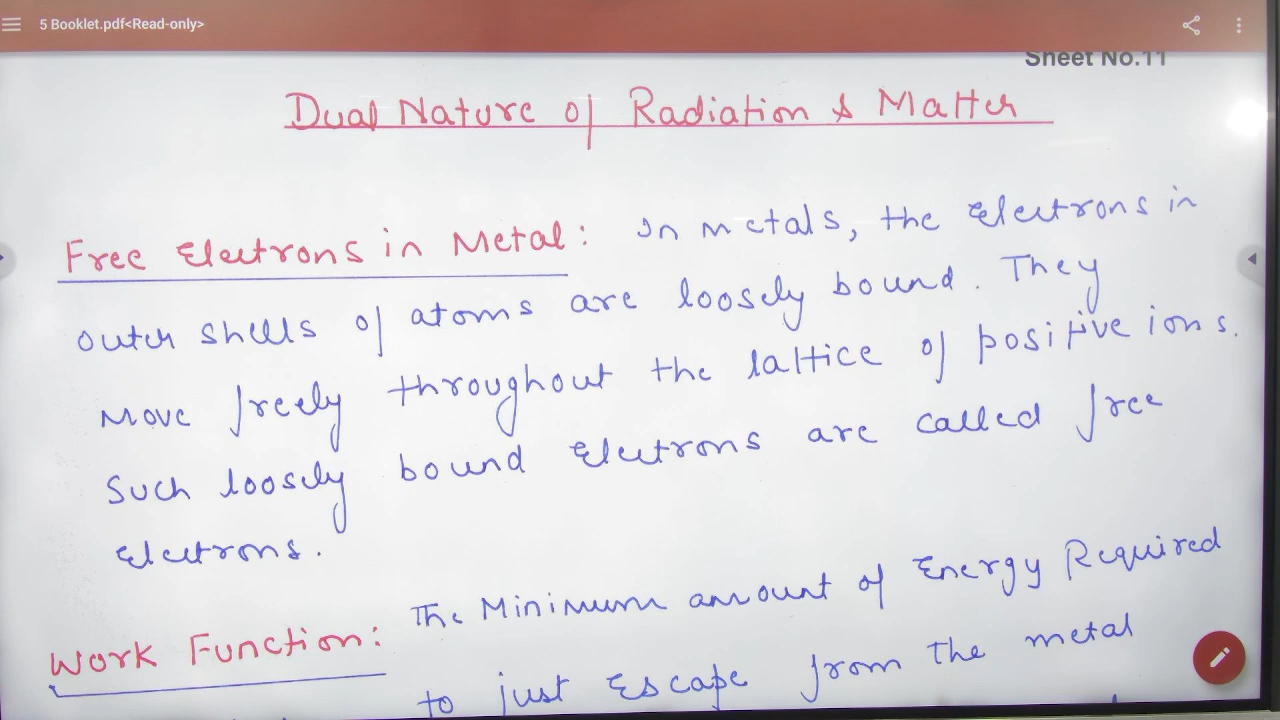 5 Booklet.pdf<Read-only>
Sheet No.11
Dual Nature of Radiation & Matter
Free Electrons in Metal: In metals, the electrons in
outer shells of atoms are loosely bound. They
Move freely throughout the lattice of positive ions.
Such loosely bound electrons are called free
electrons.
Work Function: The Minimum amount of Energy Required
to just Escape from the metal